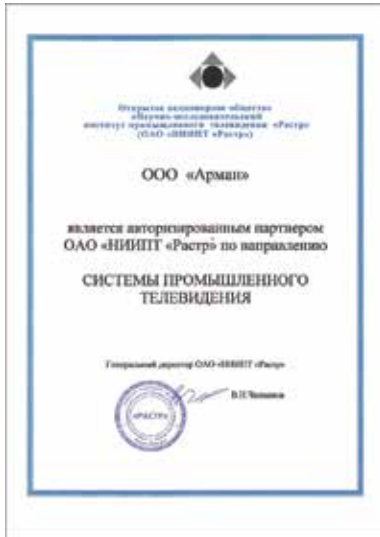 Открытое акционерное общество
«Научно-исследовательский
институт промышленного телевидения «Растр»
(ОАО «НИИПТ «Растр»)
ООО «Арман»
является авторизированным партнером
ОАО «НИИПТ «Растр» по направлению
СИСТЕМЫ ПРОМЫШЛЕННОГО
ТЕЛЕВИДЕНИЯ
Генеральный директор ОАО «НИИПТ «Растр»
«РАСТР»